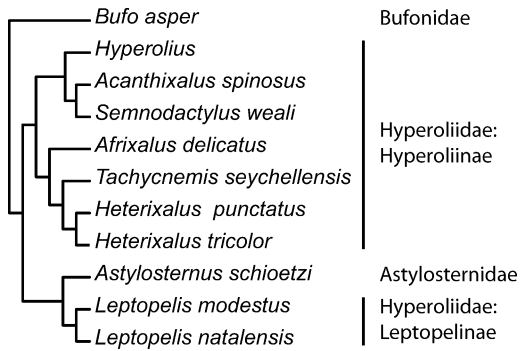 Bufo asper Bufonidae
Hyperolius
Acanthixalus spinosus
Semnodactylus weali
Afrixalus delicatus
Tachycnemis seychellensis
Heterixalus punctatus
Heterixalus tricolor
Hyperoliidae:
Hyperoliinae
Astylosternus schioetzi Astylosternidae
Leptopelis modestus
Leptopelis natalensis
Hyperoliidae:
Leptopelinae